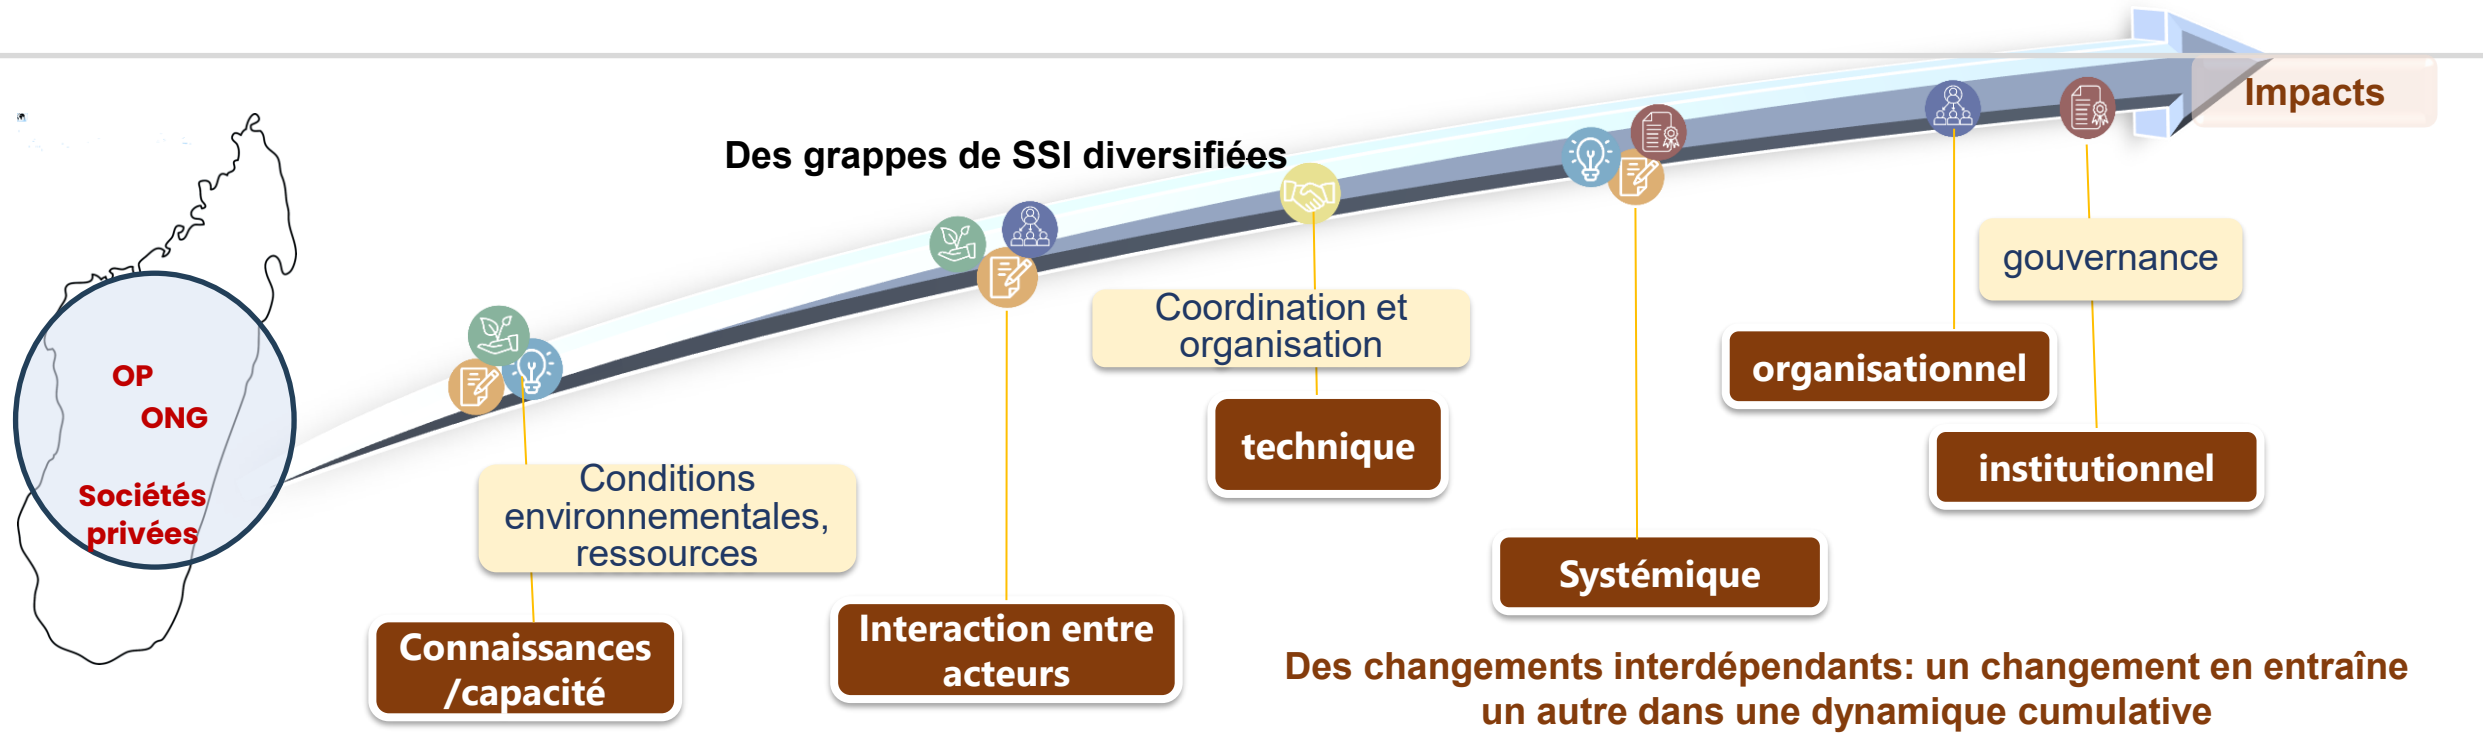 Impacts
Des grappes de SSI diversifiées
OP
ONG
Sociétés
privées
Conditions
environnementales,
ressources
Connaissances
/capacité
Interaction entre
acteurs
Coordination et
organisation
technique
Systémique
organisationnel
gouvernance
institutionnel
Des changements interdépendants: un changement en entraîne
un autre dans une dynamique cumulative